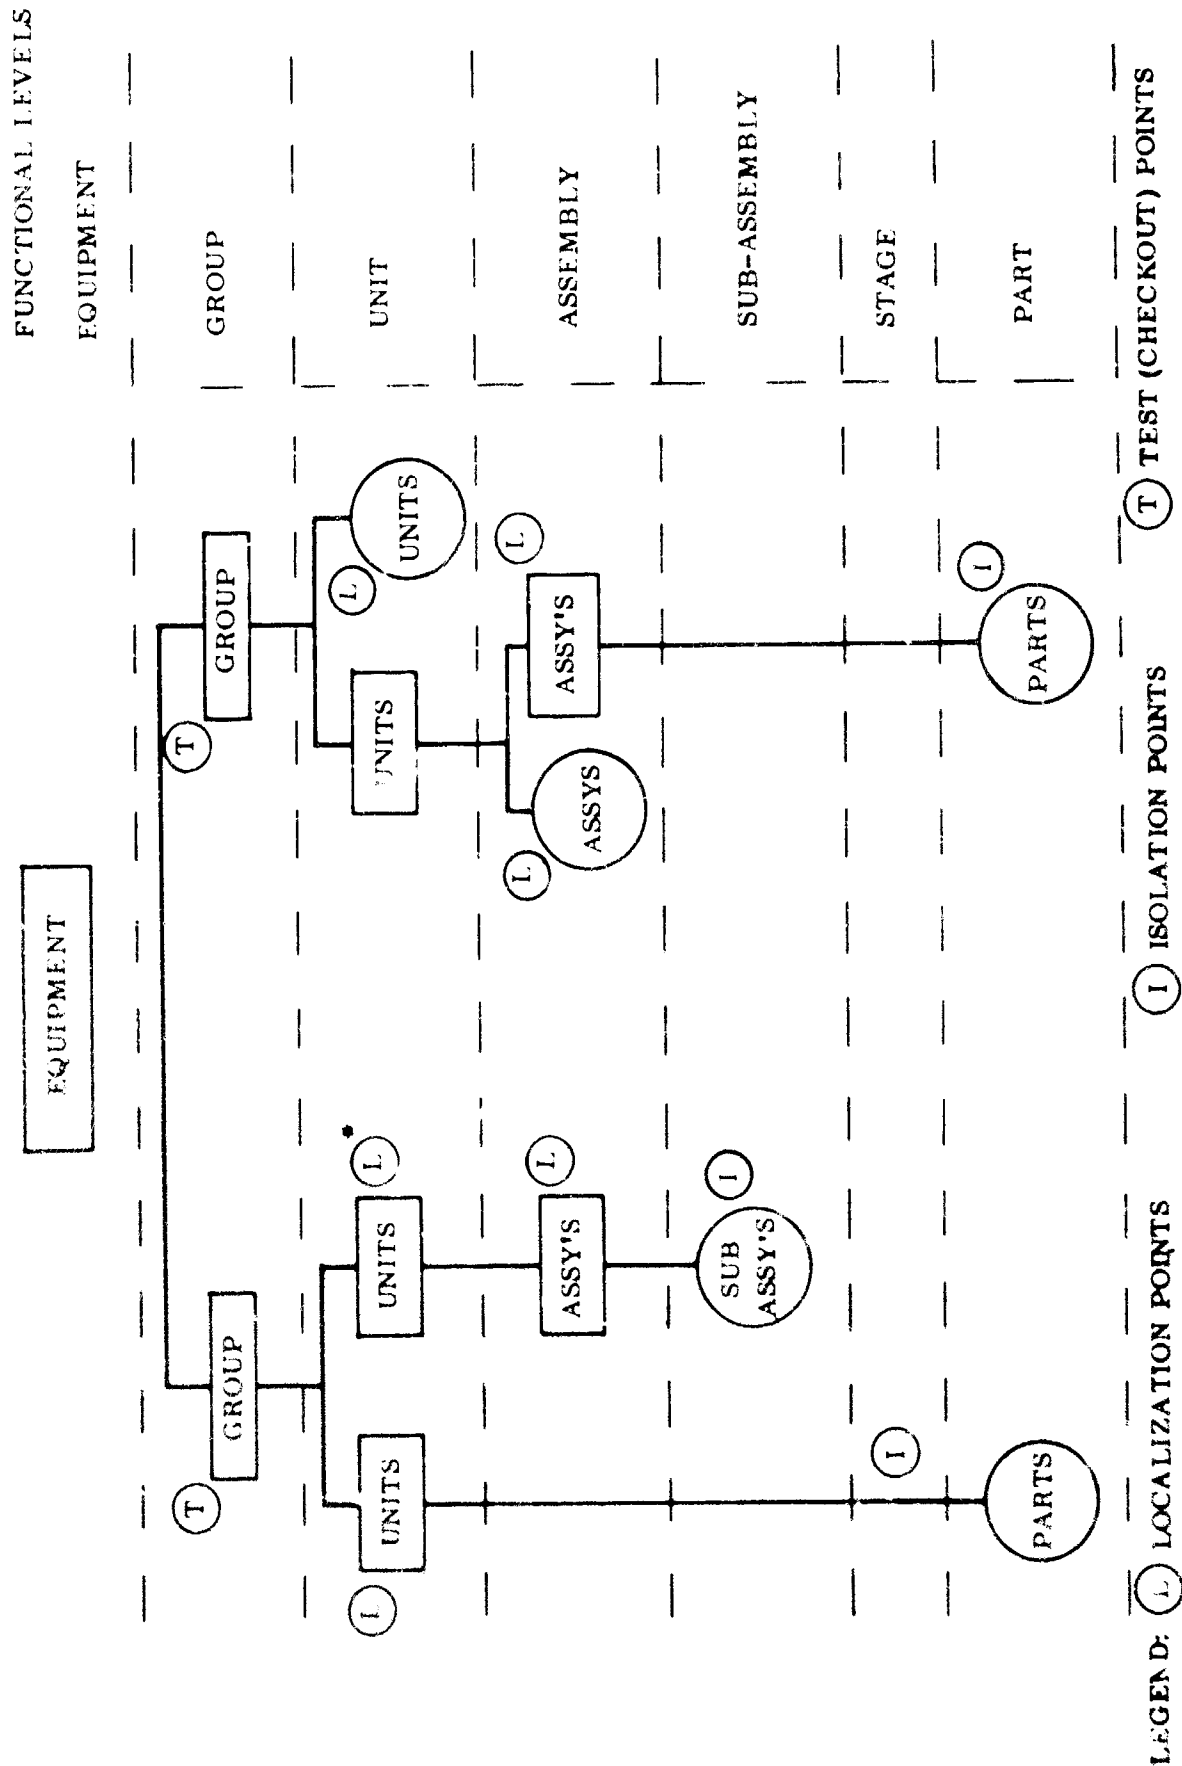 FUNCTIONAL LEVELS
EQUIPMENT
EQUIPMENT
T
GROUP
T
GROUP
GROUP
L
UNITS
UNITS
L
*
UNITS
L
UNITS
UNIT
ASSY'S
L
L
ASSYS
ASSY'S
L
ASSEMBLY
SUB
ASSY'S
I
SUB-ASSEMBLY
I
STAGE
PARTS
PARTS
I
PART
LEGEND: L LOCALIZATION POINTS
I ISOLATION POINTS
T TEST (CHECKOUT) POINTS